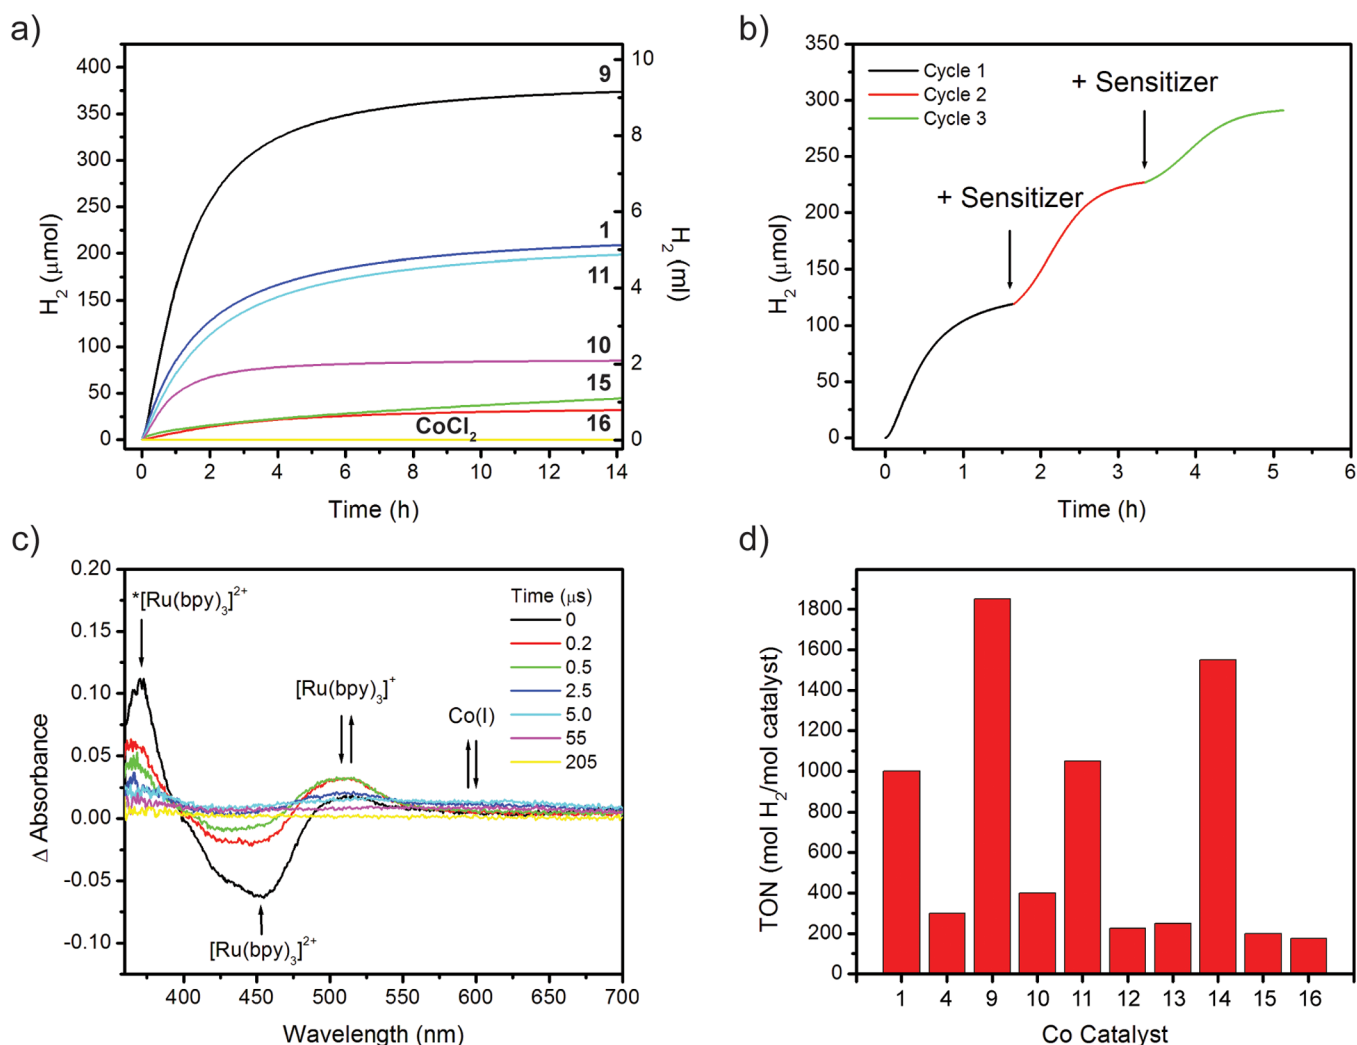 a)
400
350
300
250
200
150
100
50
0
H2 (μmol)
10
8
6
4
2
0
H2 (ml)
9
1
11
10
15
16
CoCl2
0 2 4 6 8 10 12 14
Time (h)
b)
350
300
250
200
150
100
50
0
H2 (μmol)
Cycle 1
Cycle 2
Cycle 3
+ Sensitizer
+ Sensitizer
0 1 2 3 4 5 6
Time (h)
c)
0.20
0.15
0.10
0.05
0.00
-0.05
-0.10
Δ Absorbance
*[Ru(bpy)3]2+
[Ru(bpy)3]+
Co(I)
[Ru(bpy)3]2+
Time (μs)
0
0.2
0.5
2.5
5.0
55
205
400 450 500 550 600 650 700
Wavelength (nm)
d)
1800
1600
1400
1200
1000
800
600
400
200
0
TON (mol H2/mol catalyst)
1 4 9 10 11 12 13 14 15 16
Co Catalyst